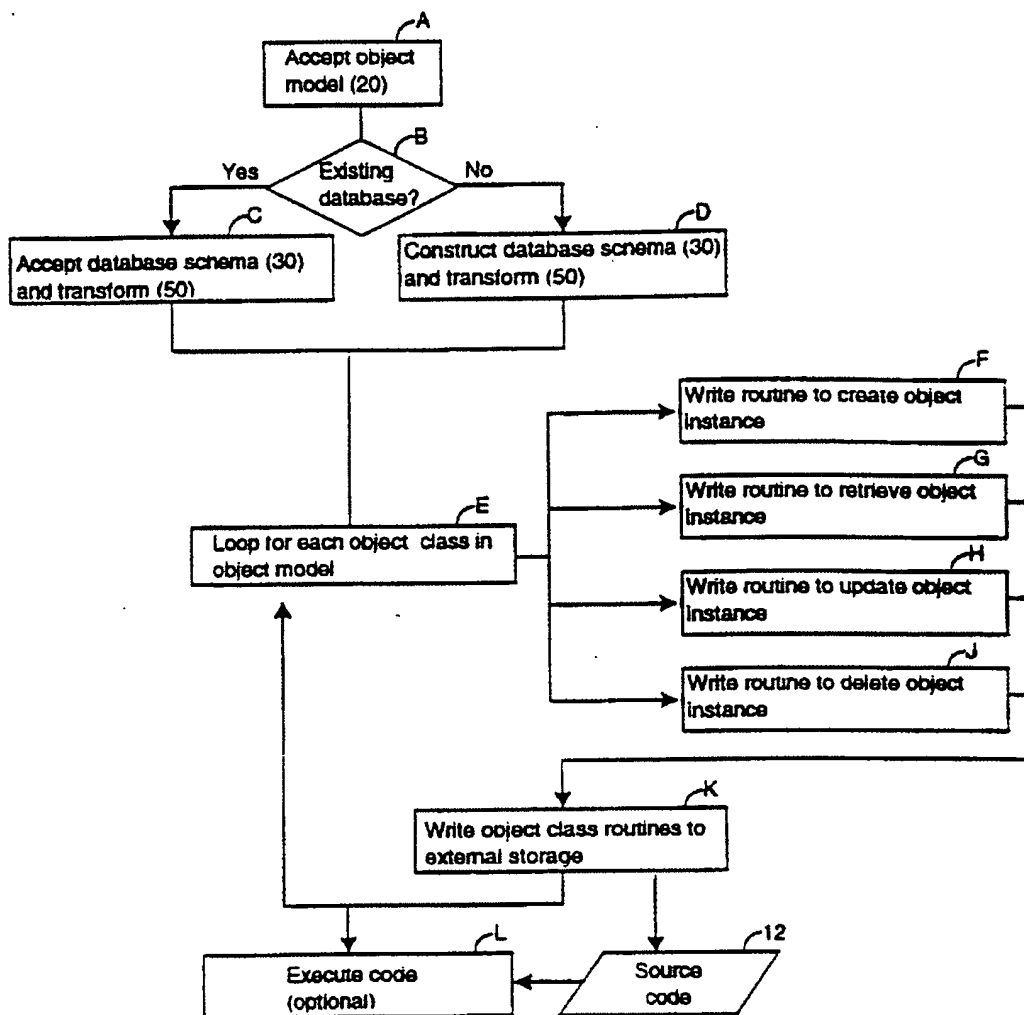 A
Accept object
model (20)
B
Existing
database?
Yes
No
C
Accept database schema (30)
and transform (50)
D
Construct database schema (30)
and transform (50)
E
Loop for each object class in
object model
F
Write routine to create object
instance
G
Write routine to retrieve object
instance
H
Write routine to update object
instance
J
Write routine to delete object
instance
K
Write object class routines to
external storage
L
Execute code
(optional)
12
Source
code